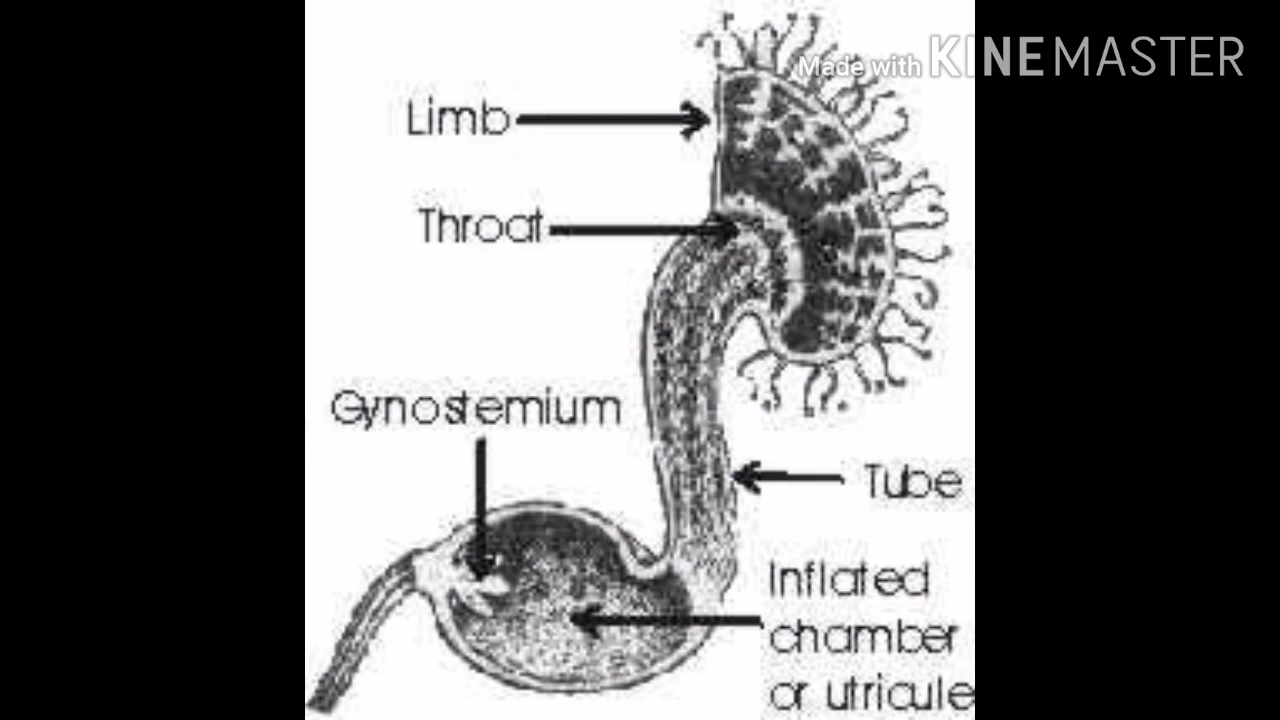 Made with KINEMASTER
Limb
Throat
Gynostemium
Tube
Inflated
chamber
or utricule